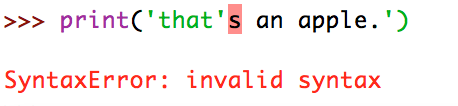 >>> print('that's an apple.')
SyntaxError: invalid syntax